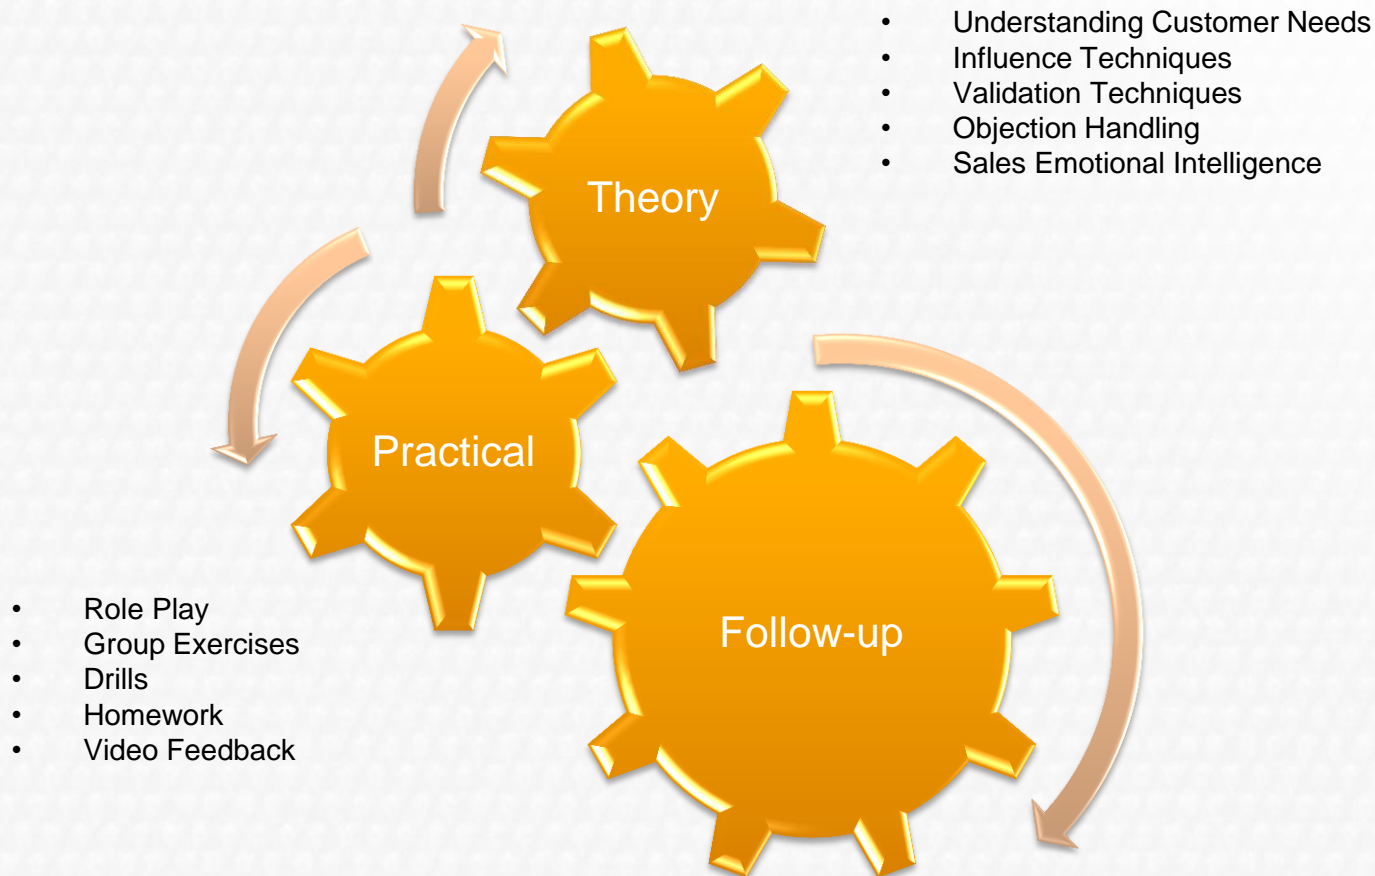 • Understanding Customer Needs
• Influence Techniques
• Validation Techniques
• Objection Handling
• Sales Emotional Intelligence
Theory
Practical
• Role Play
• Group Exercises
• Drills
• Homework
• Video Feedback
Follow-up